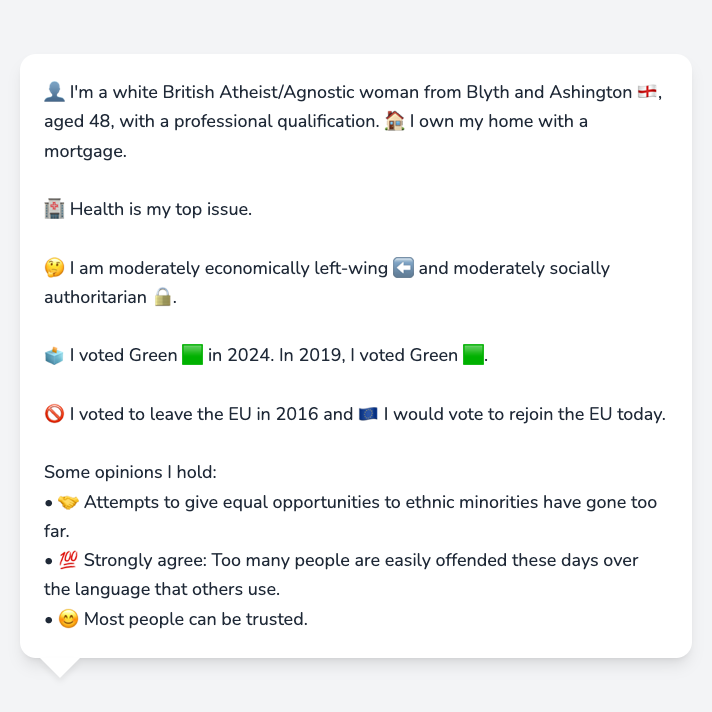 👤 I'm a white British Atheist/Agnostic woman from Blyth and Ashington 🏴󠁧󠁢󠁥󠁮󠁧󠁿,
aged 48, with a professional qualification. 🏠 I own my home with a
mortgage.
🏥 Health is my top issue.
🤔 I am moderately economically left-wing ⬅️ and moderately socially
authoritarian 🔒.
🗳️ I voted Green 🟩 in 2024. In 2019, I voted Green 🟩.
🚫 I voted to leave the EU in 2016 and 🇪🇺 I would vote to rejoin the EU today.
Some opinions I hold:
• 🤝 Attempts to give equal opportunities to ethnic minorities have gone too
far.
• 💯 Strongly agree: Too many people are easily offended these days over
the language that others use.
• 😊 Most people can be trusted.